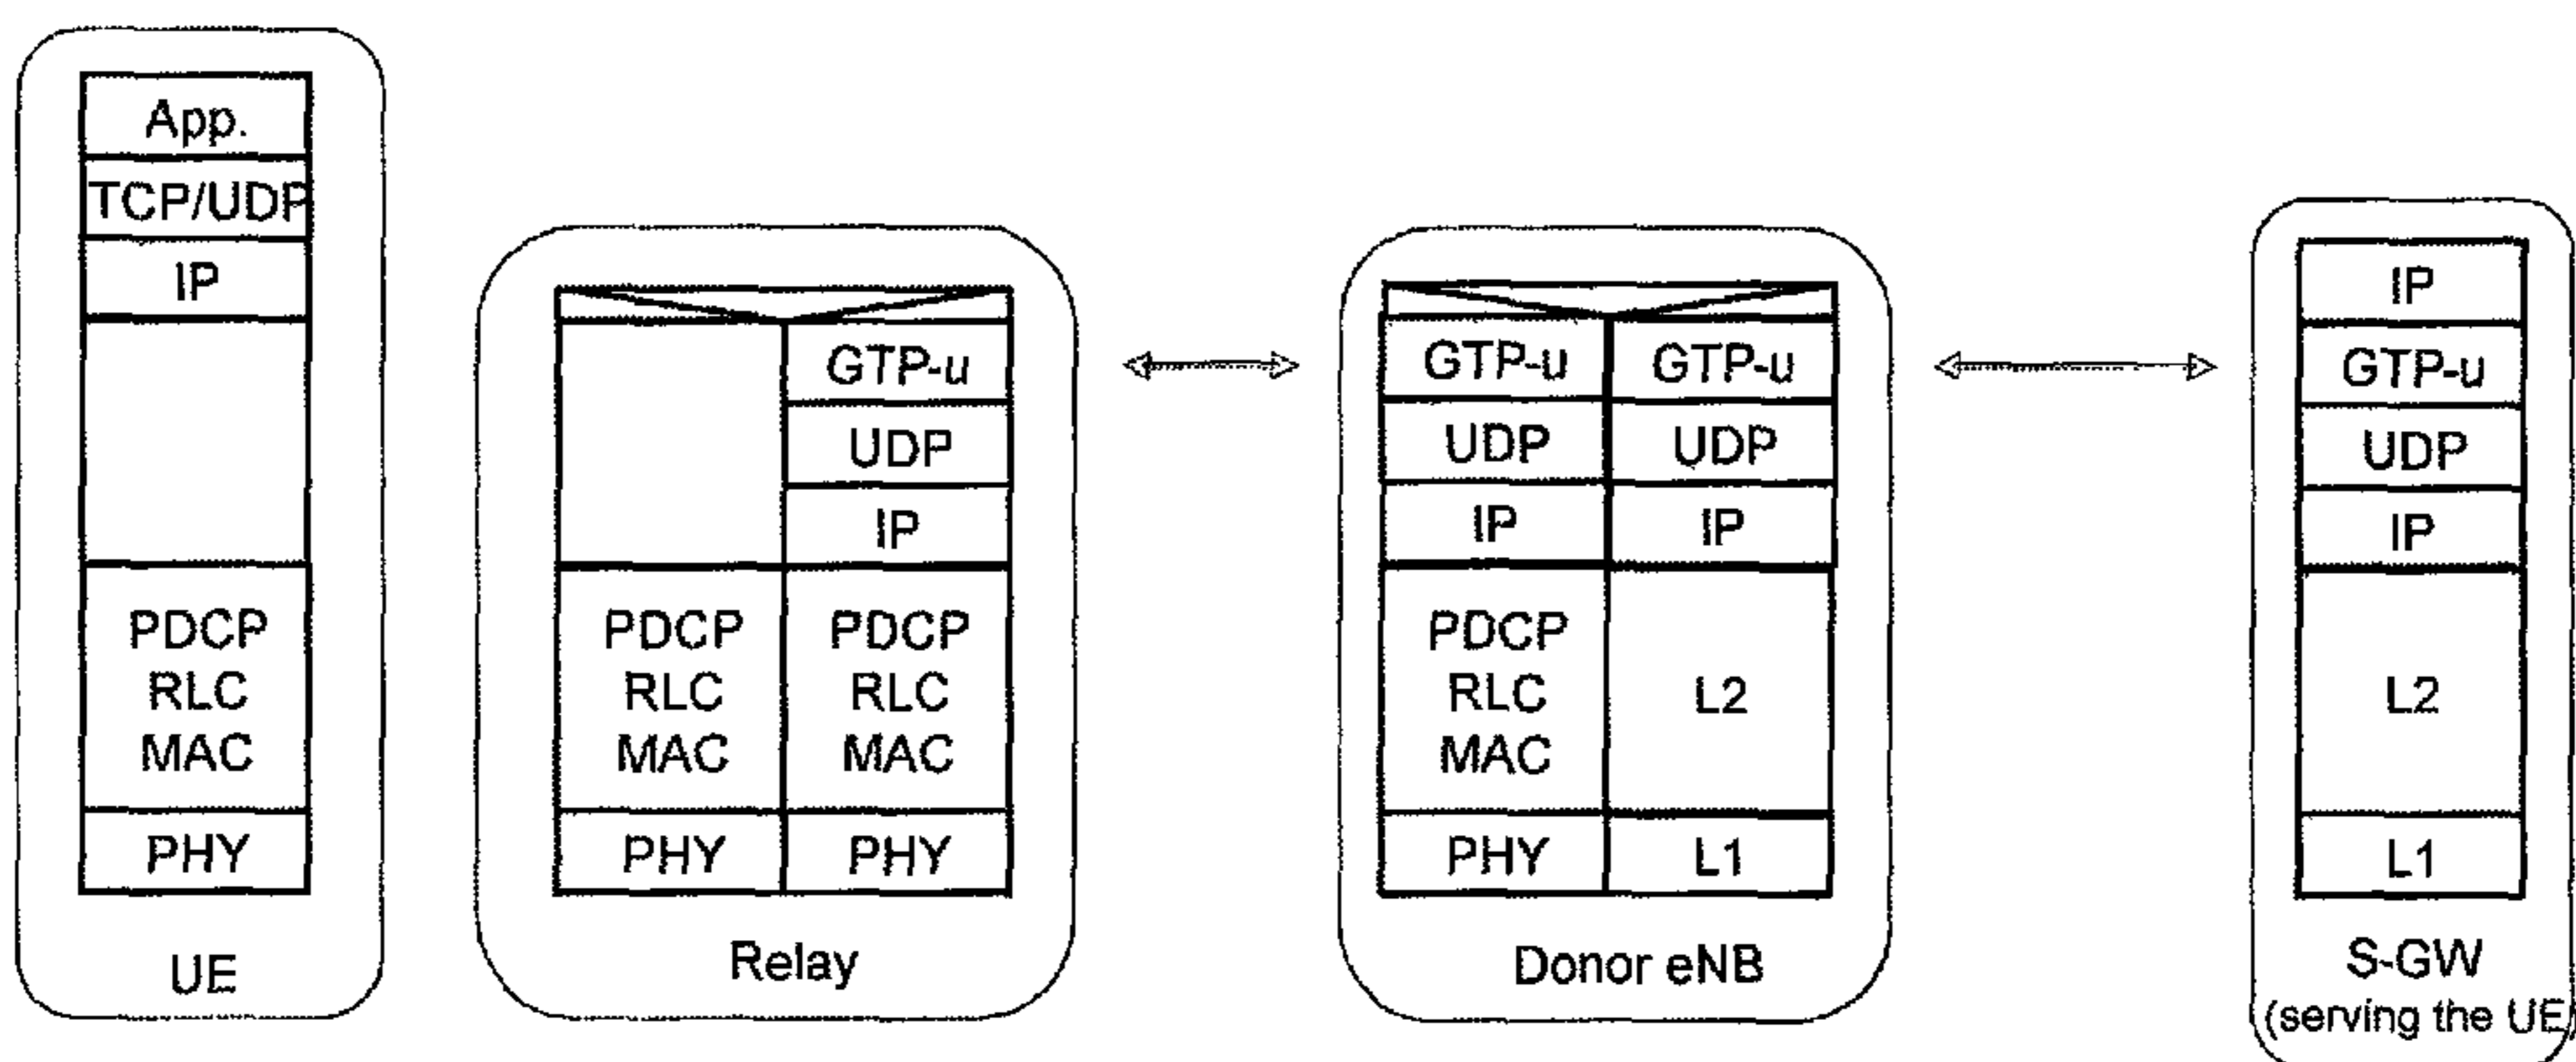 App.
TCP/UDP
IP
PDCP
RLC
MAC
PHY
UE
GTP-u
UDP
IP
PDCP
RLC
MAC
PHY
PDCP
RLC
MAC
PHY
Relay
GTP-u
UDP
IP
PDCP
RLC
MAC
PHY
GTP-u
UDP
IP
L2
L1
Donor eNB
IP
GTP-u
UDP
IP
L2
L1
S-GW
(serving the UE